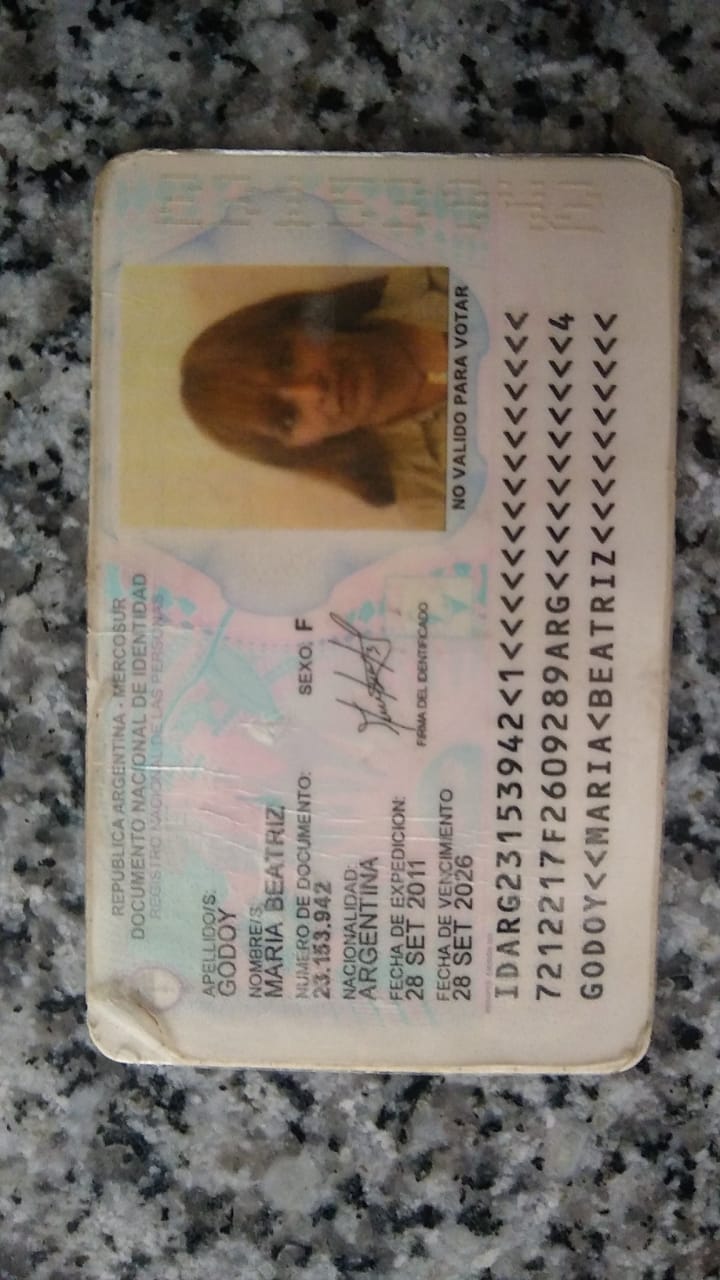 REPUBLICA ARGENTINA - MERCOSUR
DOCUMENTO NACIONAL DE IDENTIDAD
REGISTRO NACIONAL DE LAS PERSONAS
APELLIDO/S:
GODOY
NOMBRE/S:
MARIA BEATRIZ
NUMERO DE DOCUMENTO:
23.153.942
SEXO: F
NACIONALIDAD:
ARGENTINA
FECHA DE EXPEDICION:
28 SET 2011
FECHA DE VENCIMIENTO
28 SET 2026
FIRMA DEL IDENTIFICADO
NO VALIDO PARA VOTAR
IDARG23153942<1<<<<<<<<<<<<<<<
7212217F2609289ARG<<<<<<<<<<<4
GODOY<<MARIA<BEATRIZ<<<<<<<<<<